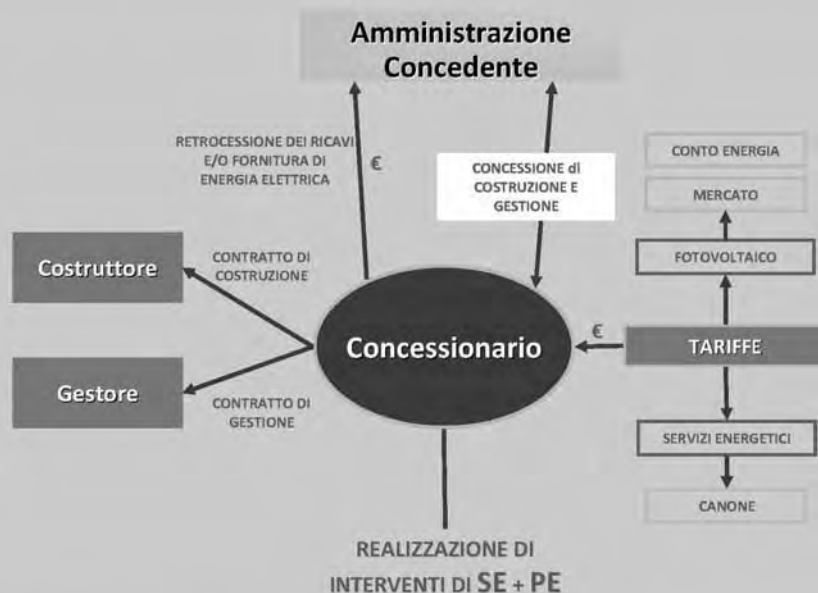 Amministrazione
Concedente
RETROCESSIONE DEI RICAVI
E/O FORNITURA DI
ENERGIA ELETTRICA
€
CONCESSIONE di
COSTRUZIONE E
GESTIONE
CONTO ENERGIA
MERCATO
FOTOVOLTAICO
Costruttore
CONTRATTO DI
COSTRUZIONE
Concessionario
€
TARIFFE
Gestore
CONTRATTO DI
GESTIONE
SERVIZI ENERGETICI
CANONE
REALIZZAZIONE DI
INTERVENTI DI SE + PE